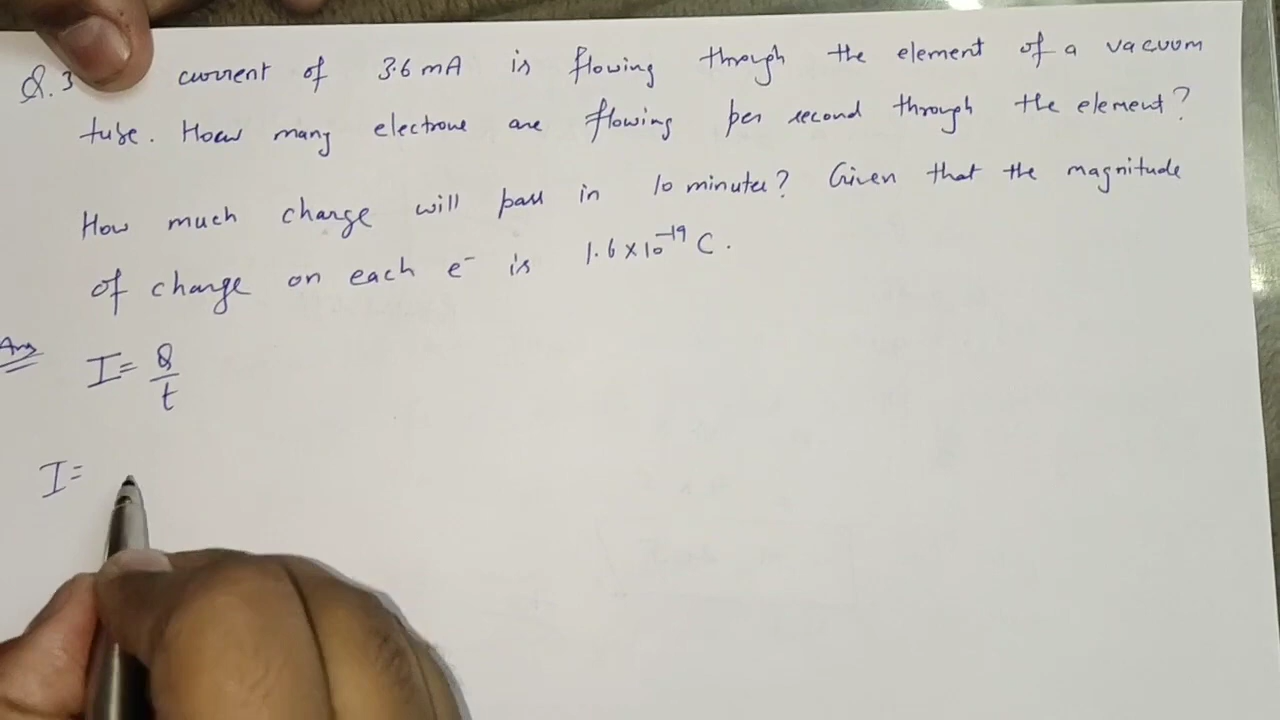 Q.3 current of 3.6 mA is flowing through the element of a vacuum
tube. How many electrons are flowing per second through the element?
How much charge will pass in 10 minutes? Given that the magnitude
of charge on each e⁻ is 1.6 × 10⁻¹⁹ C.
Ans I = Q/t
I =